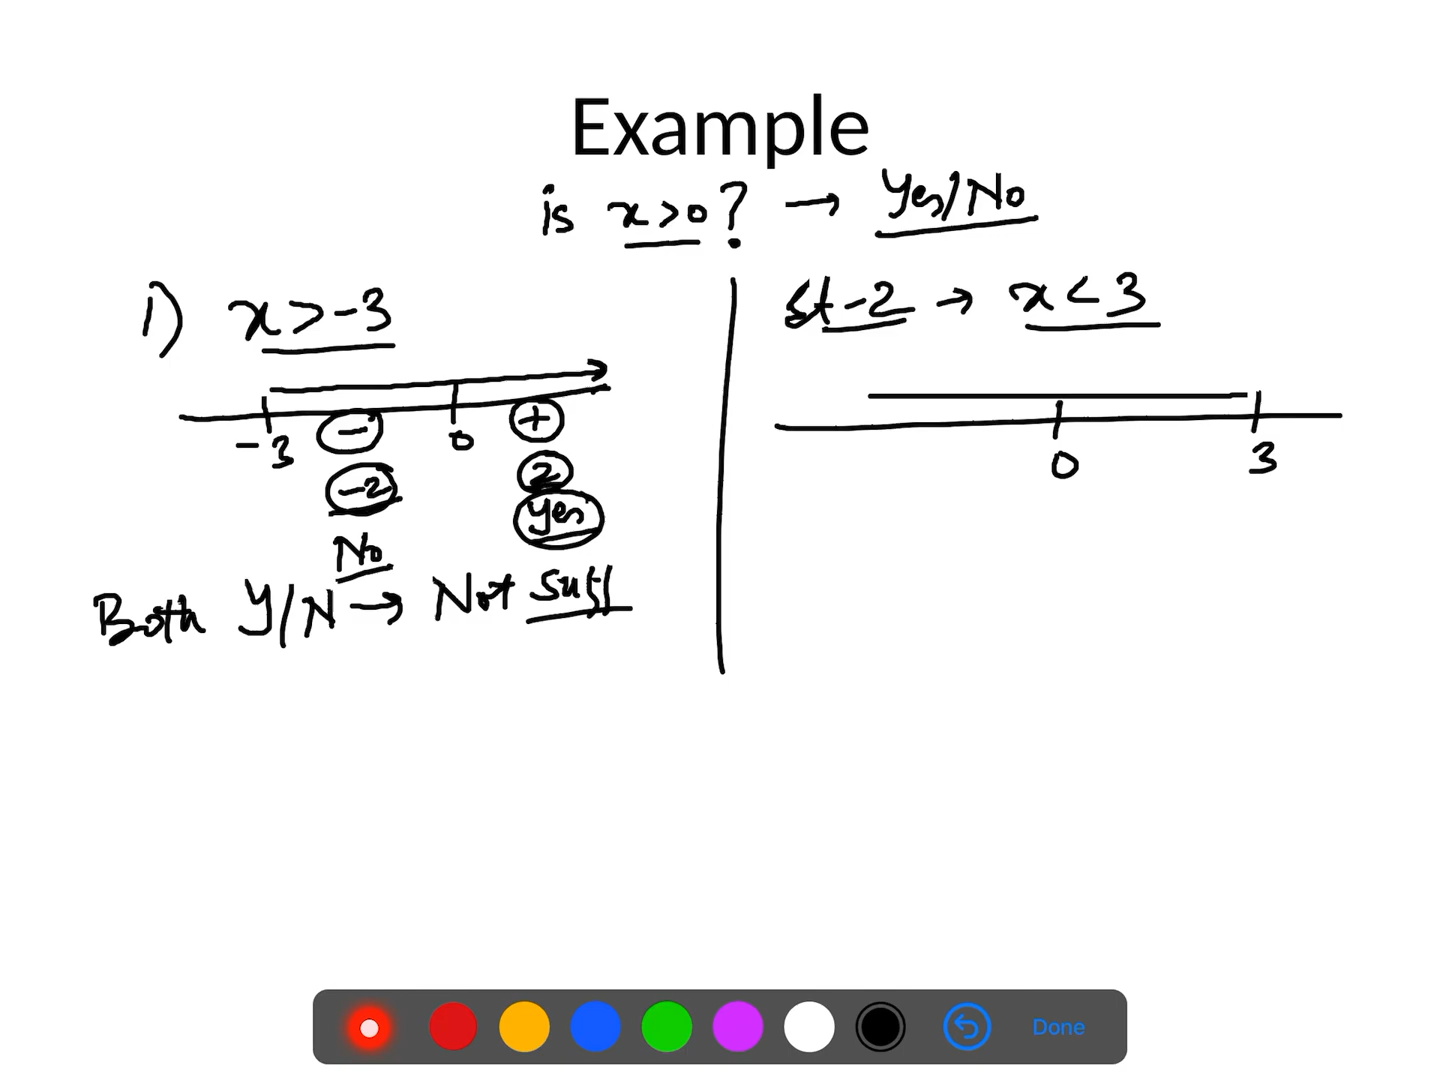 Example
is x>0? → Yes/No
1) x>-3
-3 - 0 +
-2 2
No Yes
Both Y/N → Not Suff
St-2 → x<3
0 3
Done